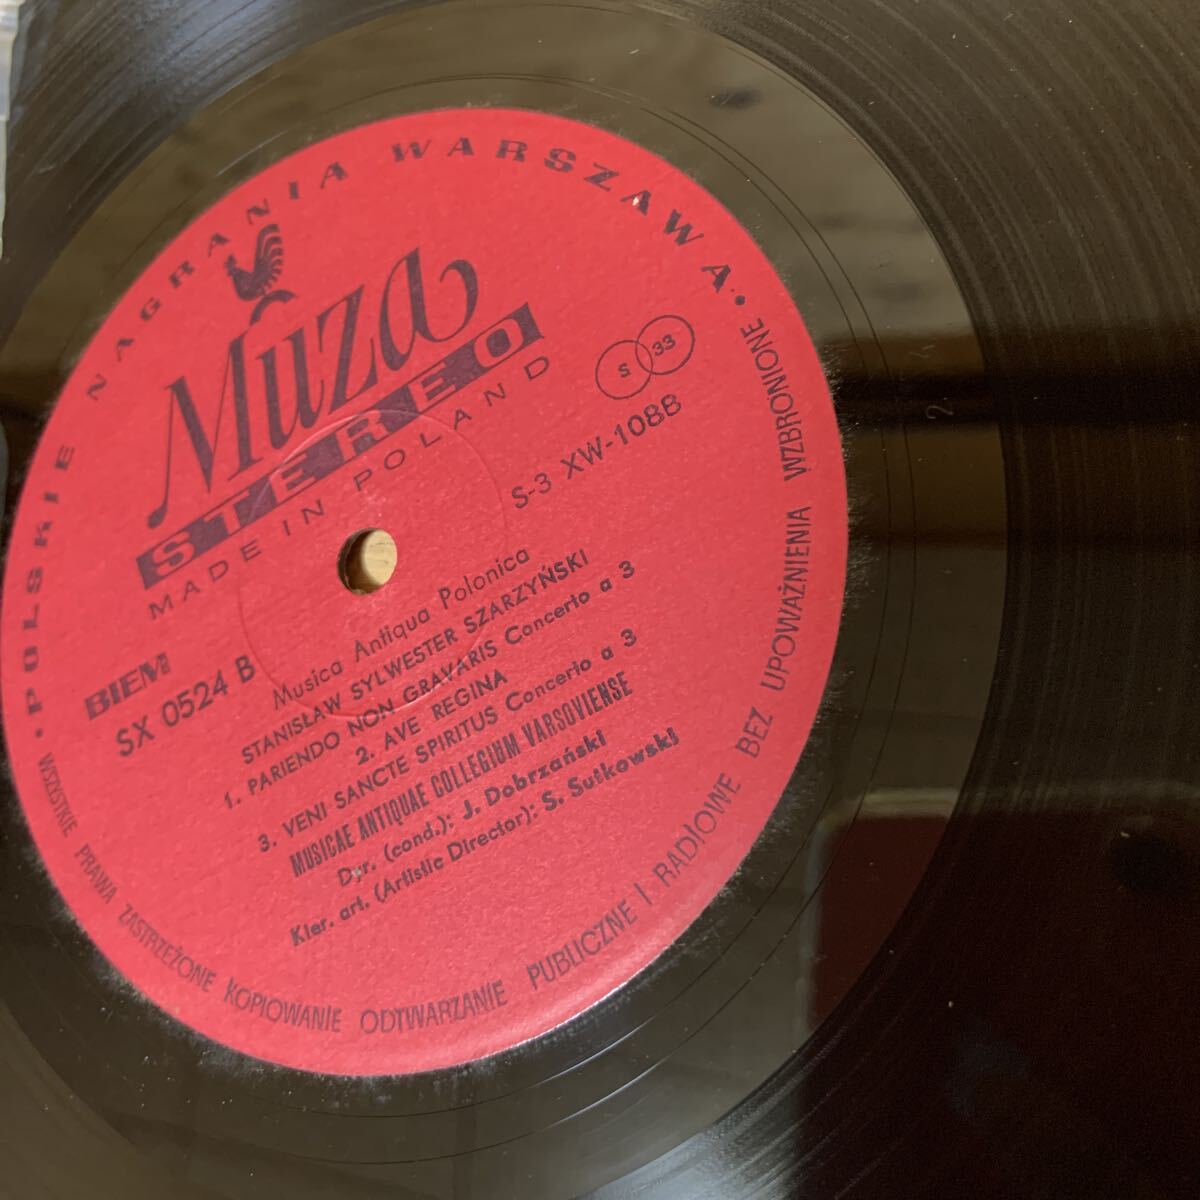 • POLSKIE NAGRANIA WARSZAWA •
Muza
STEREO
MADE IN POLAND
S 33
S-3 XW-1088
BIEM
SX 0524 B
Musica Antiqua Polonica
STANISŁAW SYLWESTER SZARZYŃSKI
1. PARIENDO NON GRAVARIS Concerto a 3
2. AVE REGINA
3. VENI SANCTE SPIRITUS Concerto a 3
MUSICAE ANTIQUAE COLLEGIUM VARSOVIENSE
Dyr. (cond.): J. Dobrzański
Kier. art. (Artistic Director): S. Sutkowski
WSZYSTKIE PRAWA ZASTRZEŻONE KOPIOWANIE ODTWARZANIE PUBLICZNE I RADIOWE BEZ UPOWAŻNIENIA WZBRONIONE